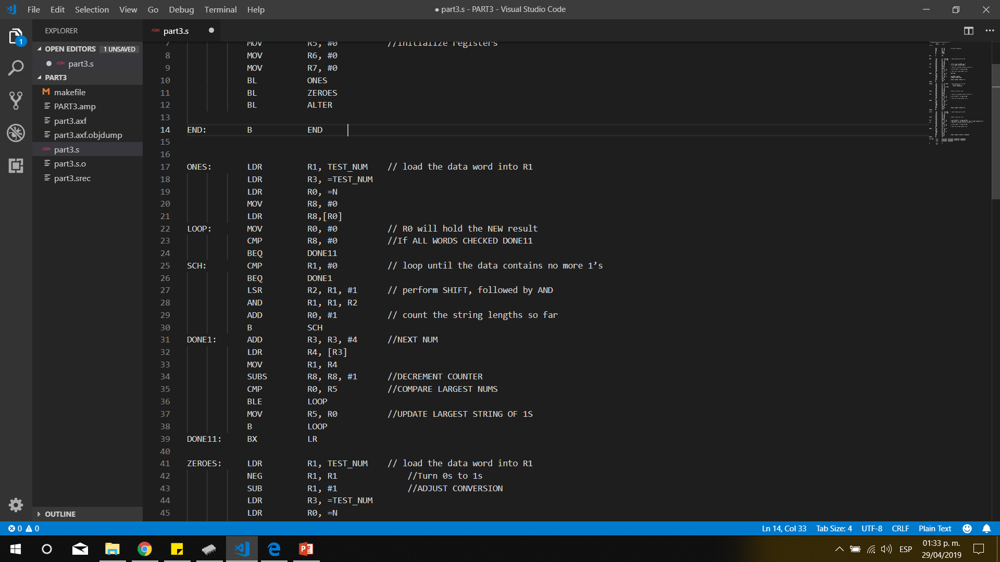 File Edit Selection View Go Debug Terminal Help
● part3.s - PART3 - Visual Studio Code
EXPLORER
OPEN EDITORS 1 UNSAVED
● ASM part3.s
PART3
makefile
PART3.amp
part3.axf
part3.axf.objdump
ASM part3.s
part3.s.o
part3.srec
OUTLINE
1
ASM part3.s
7 MOV R5, #0 //initialize registers
8 MOV R6, #0
9 MOV R7, #0
10 BL ONES
11 BL ZEROES
12 BL ALTER
13
14 END: B END
15
16
17 ONES: LDR R1, TEST_NUM // load the data word into R1
18 LDR R3, =TEST_NUM
19 LDR R0, =N
20 MOV R8, #0
21 LDR R8,[R0]
22 LOOP: MOV R0, #0 // R0 will hold the NEW result
23 CMP R8, #0 //If ALL WORDS CHECKED DONE11
24 BEQ DONE11
25 SCH: CMP R1, #0 // loop until the data contains no more 1’s
26 BEQ DONE1
27 LSR R2, R1, #1 // perform SHIFT, followed by AND
28 AND R1, R1, R2
29 ADD R0, #1 // count the string lengths so far
30 B SCH
31 DONE1: ADD R3, R3, #4 //NEXT NUM
32 LDR R4, [R3]
33 MOV R1, R4
34 SUBS R8, R8, #1 //DECREMENT COUNTER
35 CMP R0, R5 //COMPARE LARGEST NUMS
36 BLE LOOP
37 MOV R5, R0 //UPDATE LARGEST STRING OF 1S
38 B LOOP
39 DONE11: BX LR
40
41 ZEROES: LDR R1, TEST_NUM // load the data word into R1
42 NEG R1, R1 //Turn 0s to 1s
43 SUB R1, #1 //ADJUST CONVERSION
44 LDR R3, =TEST_NUM
45 LDR R0, =N
0 0
Ln 14, Col 33 Tab Size: 4 UTF-8 CRLF Plain Text
ESP
01:33 p. m.
29/04/2019